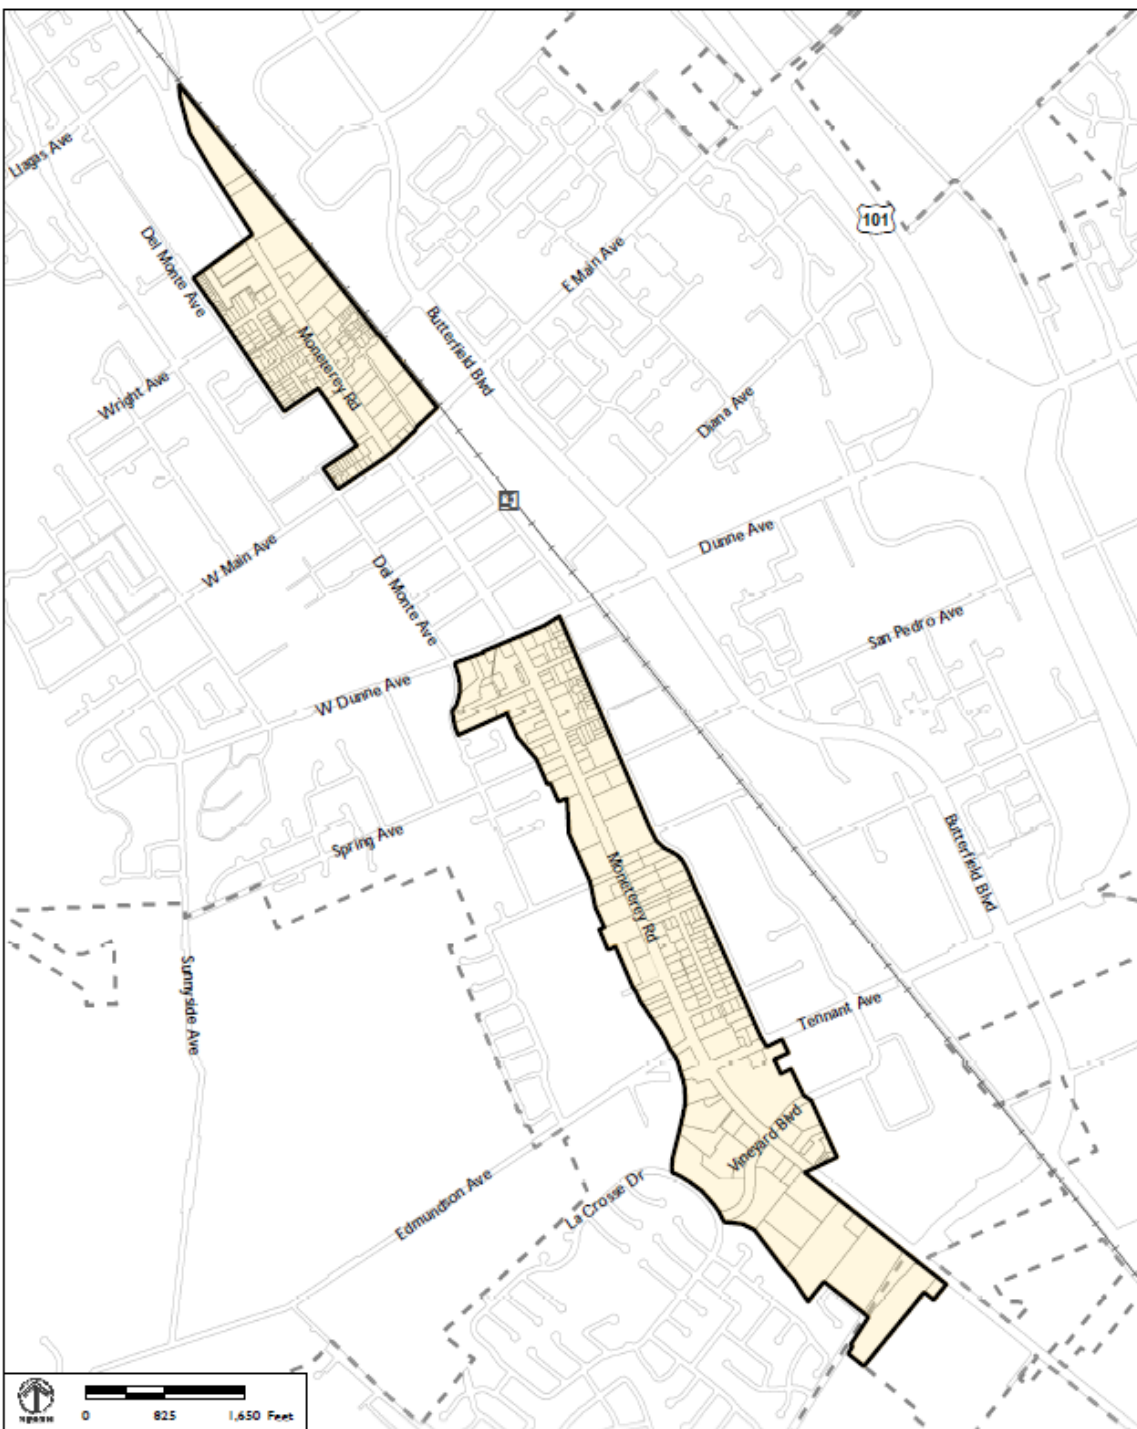 Llagas Ave
Del Monte Ave
101
E Main Ave
Butterfield Blvd
Moneterey Rd
Wright Ave
Diana Ave
Dunne Ave
W Main Ave
Del Monte Ave
San Pedro Ave
W Dunne Ave
Spring Ave
Butterfield Blvd
Moneterey Rd
Sunnyside Ave
Tennant Ave
Vineyard Blvd
Edmundson Ave
La Crosse Dr
0 825 1,650 Feet